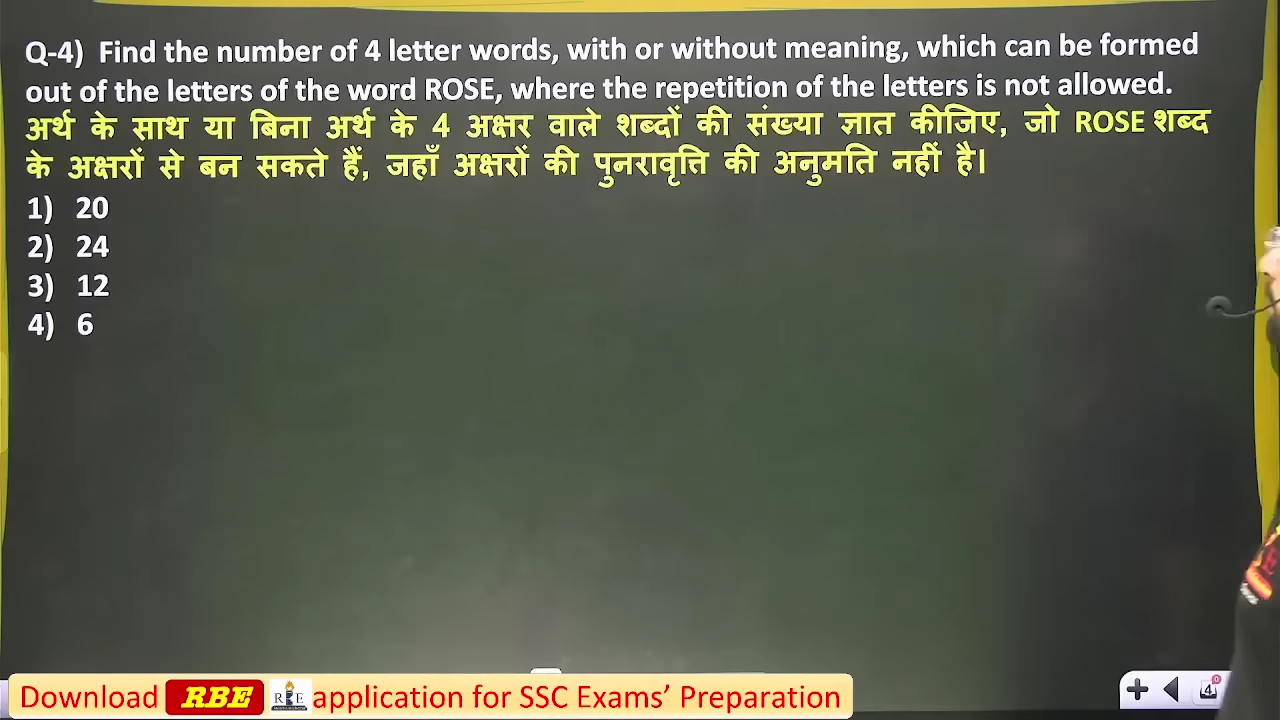 Q-4) Find the number of 4 letter words, with or without meaning, which can be formed
out of the letters of the word ROSE, where the repetition of the letters is not allowed.
अर्थ के साथ या बिना अर्थ के 4 अक्षर वाले शब्दों की संख्या ज्ञात कीजिए, जो ROSE शब्द
के अक्षरों से बन सकते हैं, जहाँ अक्षरों की पुनरावृत्ति की अनुमति नहीं है।
1) 20
2) 24
3) 12
4) 6
Download RBE RBE application for SSC Exams’ Preparation
4
0